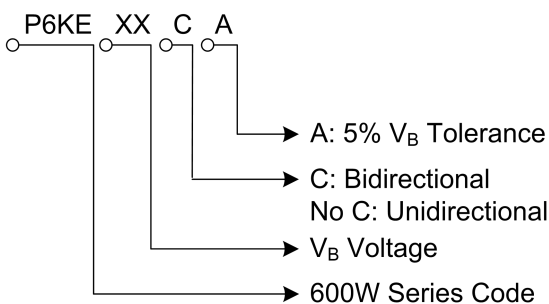 P6KE XX C A
A: 5% VB Tolerance
C: Bidirectional
No C: Unidirectional
VB Voltage
600W Series Code